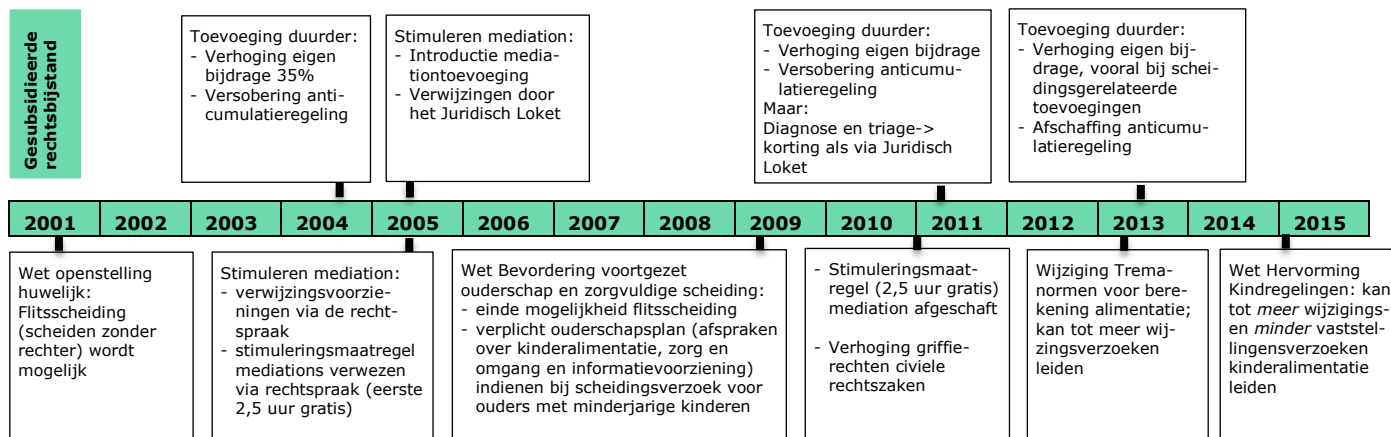 Gesubsidieerde
rechtsbijstand
Toevoeging duurder:
- Verhoging eigen
bijdrage 35%
- Versobering anti-
cumulatieregeling
Stimuleren mediation:
- Introductie medi-
ationtoevoeging
- Verwijzingen door
het Juridisch Loket
Toevoeging duurder:
- Verhoging eigen bijdrage
- Versobering anticumu-
latieregeling
Maar:
Diagnose en triage->
korting als via Juridisch
Loket
Toevoeging duurder:
- Verhoging eigen bij-
drage, vooral bij schei-
dingsgerelateerde
toevoegingen
- Afschaffing anticumu-
latieregeling
2001 2002 2003 2004 2005 2006 2007 2008 2009 2010 2011 2012 2013 2014 2015
Wet openstelling
huwelijk:
Flitsscheiding
(scheiden zonder
rechter) wordt
mogelijk
Stimuleren mediation:
- verwijzingsvoorzie-
ningen via de recht-
spraak
- stimuleringsmaatregel
mediations verwezen
via rechtspraak (eerste
2,5 uur gratis)
Wet Bevordering voortgezet
ouderschap en zorgvuldige scheiding:
- einde mogelijkheid flitsscheiding
- verplicht ouderschapsplan (afspraken
over kinderalimentatie, zorg en
omgang en informatievoorziening)
indienen bij scheidingsverzoek voor
ouders met minderjarige kinderen
- Stimuleringsmaat-
regel (2,5 uur gratis)
mediation afgeschaft
- Verhoging griffie-
rechten civiele
rechtszaken
Wijziging Trema-
normen voor bere-
kening alimentatie;
kan tot meer wij-
zingsverzoeken
leiden
Wet Hervorming
Kindregelingen: kan
tot meer wijzigings-
en minder vaststel-
lingensverzoeken
kinderalimentatie
leiden